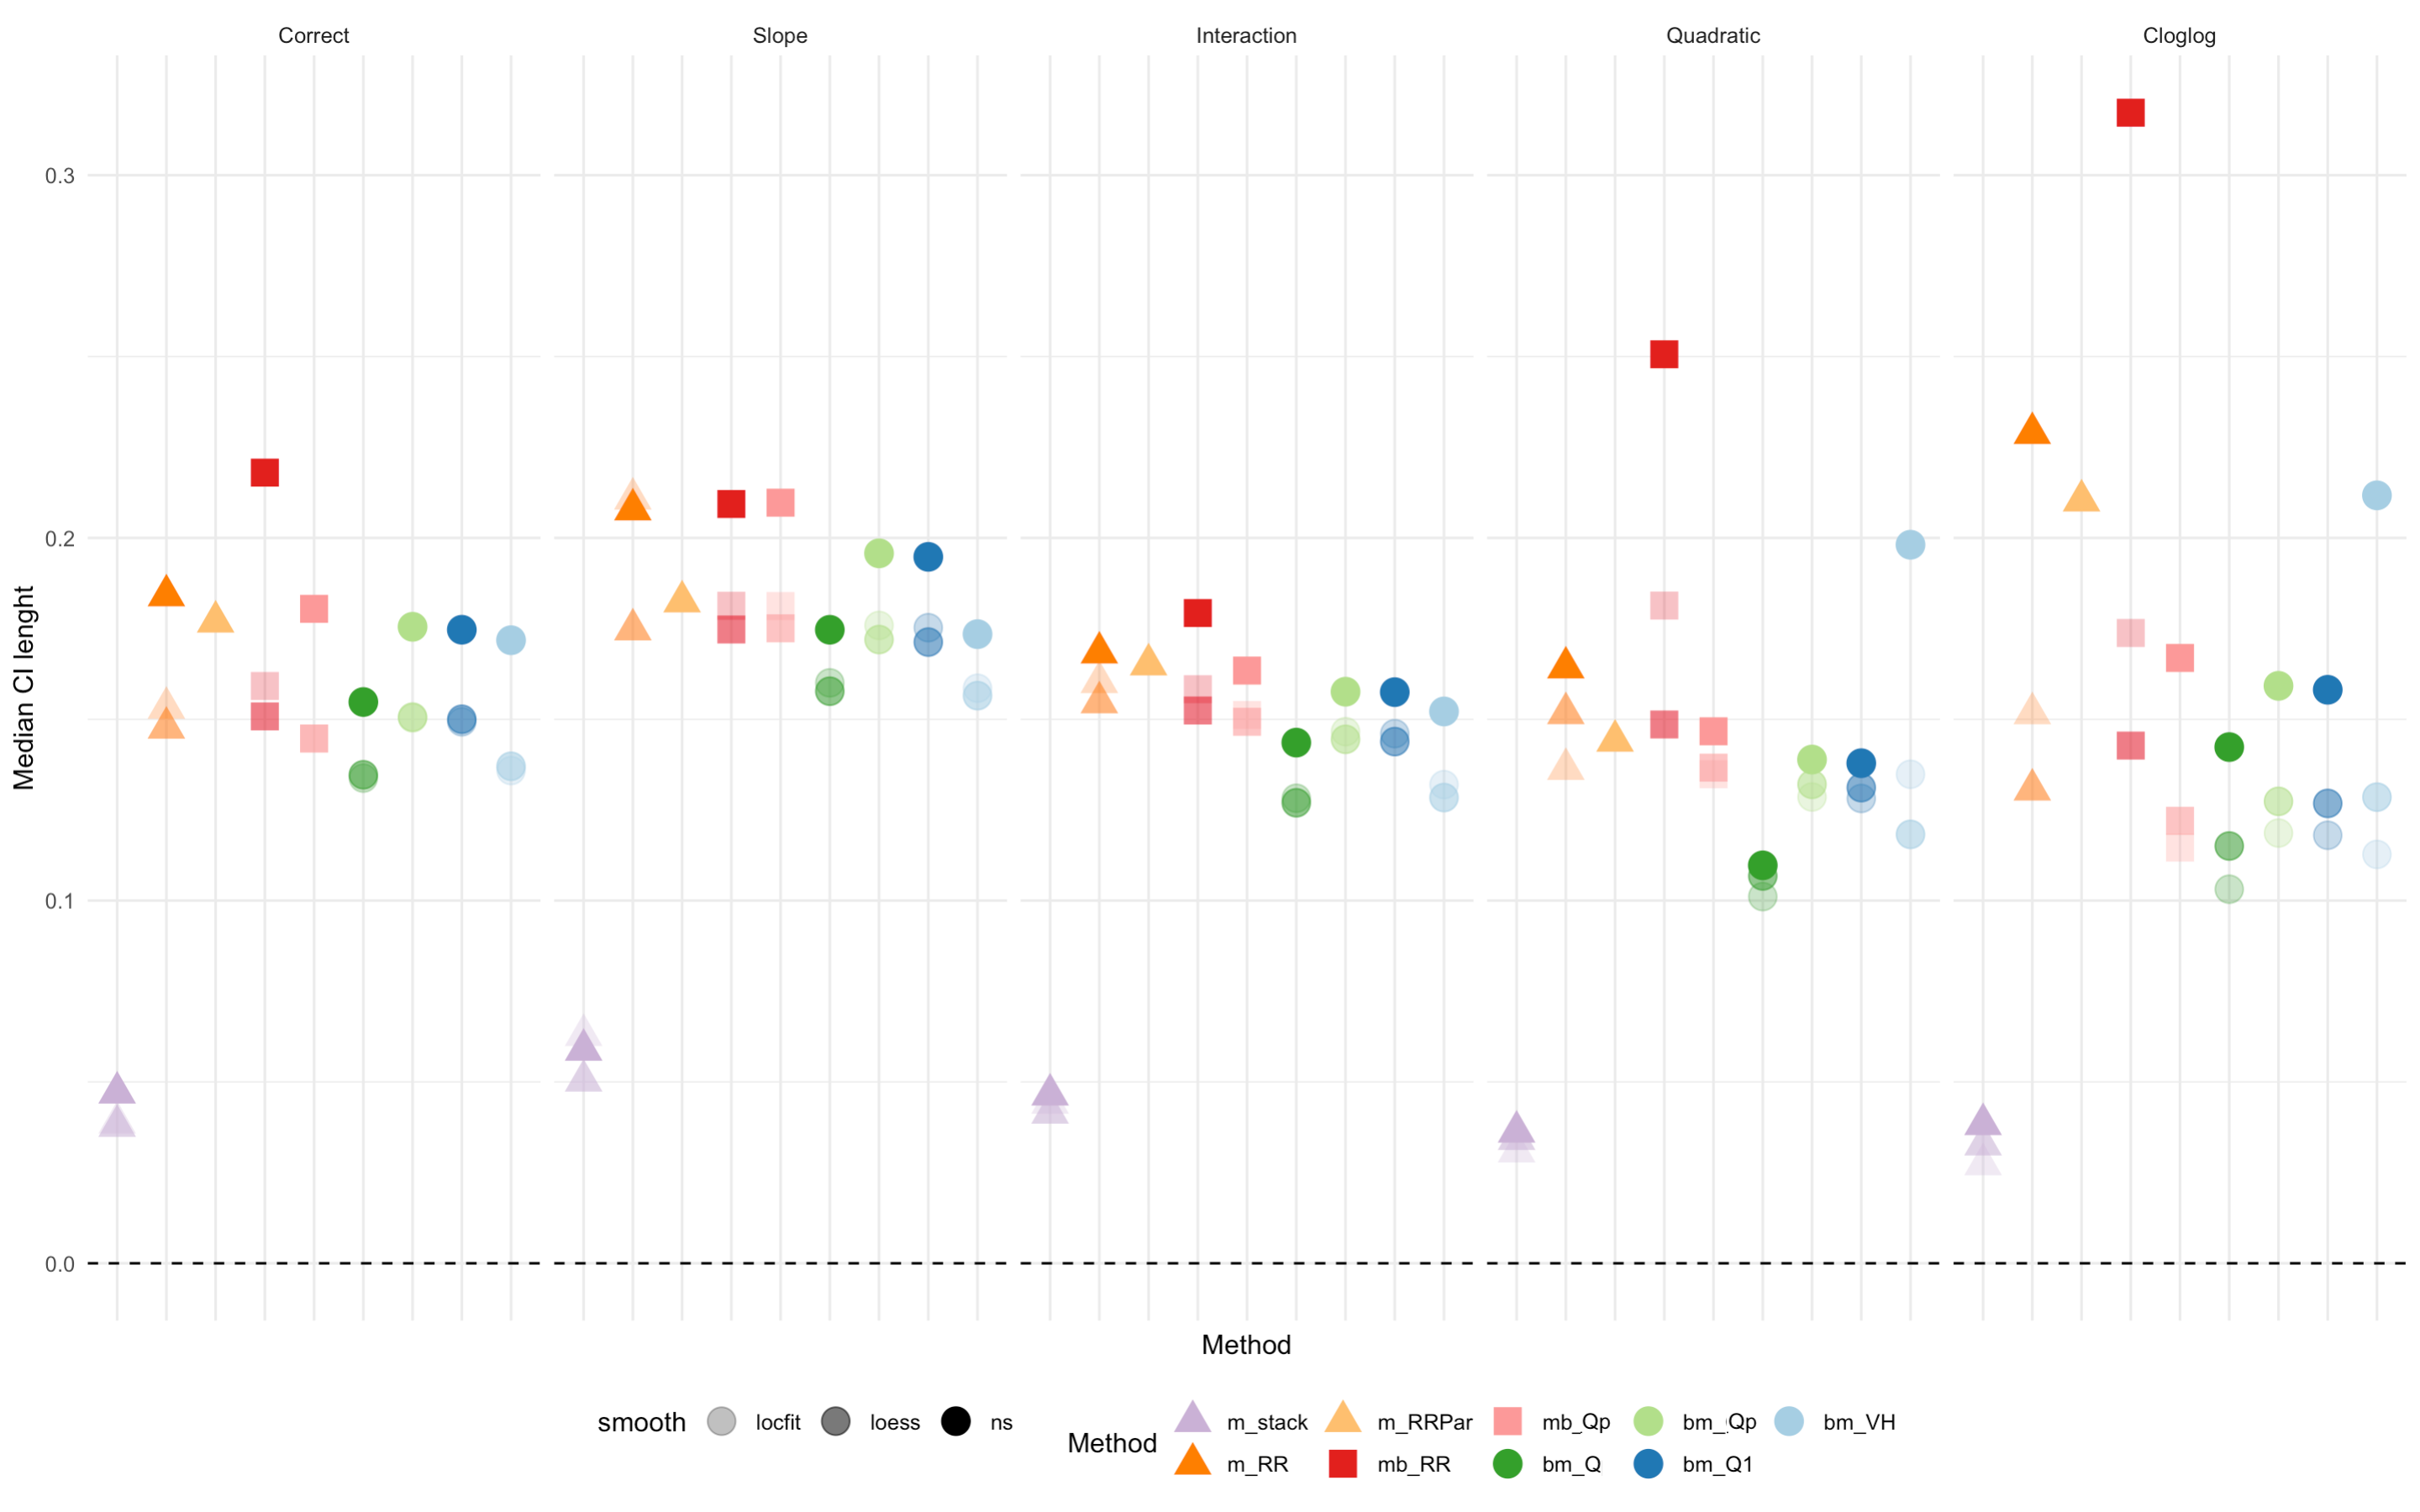 Correct Slope Interaction Quadratic Cloglog
0.3
0.2
0.1
0.0
Median CI lenght
Method
smooth locfit loess ns
Method
m_stack m_RRPar mb_Qp bm_Qp bm_VH
m_RR mb_RR bm_Q bm_Q1